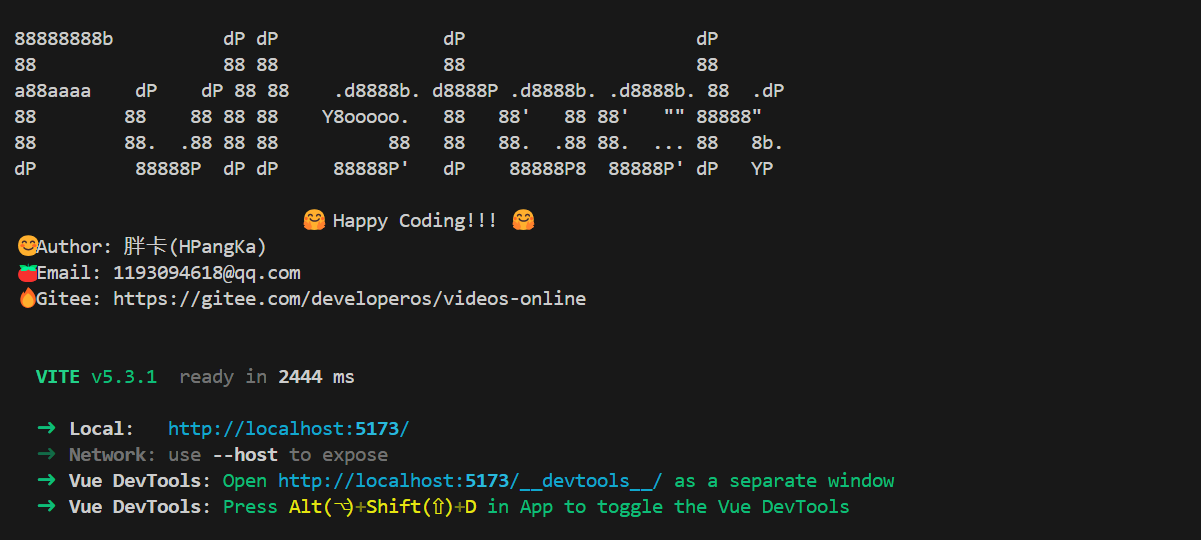 88888888b          dP dP               dP                     dP
88                 88 88               88                     88
a88aaaa    dP    dP 88 88    .d8888b. d8888P .d8888b. .d8888b. 88  .dP
88        88    88 88 88    Y8ooooo.   88   88'   88 88'   "" 88888"
88        88.  .88 88 88          88   88   88.  .88 88.  ... 88   8b.
dP         88888P  dP dP     88888P'   dP    88888P8  88888P' dP   YP
🤗 Happy Coding!!! 🤗
😊Author: 胖卡(HPangKa)
🍅Email: 1193094618@qq.com
🔥Gitee: https://gitee.com/developeros/videos-online
VITE v5.3.1  ready in 2444 ms
➜ Local:   http://localhost:5173/
➜ Network: use --host to expose
➜ Vue DevTools: Open http://localhost:5173/__devtools__/ as a separate window
➜ Vue DevTools: Press Alt(⌥)+Shift(⇧)+D in App to toggle the Vue DevTools